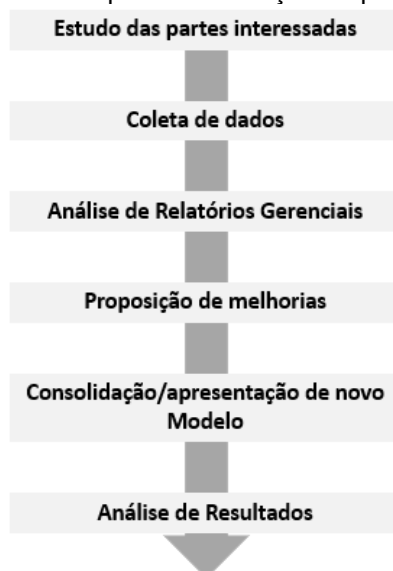 Estudo das partes interessadas
Coleta de dados
Análise de Relatórios Gerenciais
Proposição de melhorias
Consolidação/apresentação de novo
Modelo
Análise de Resultados